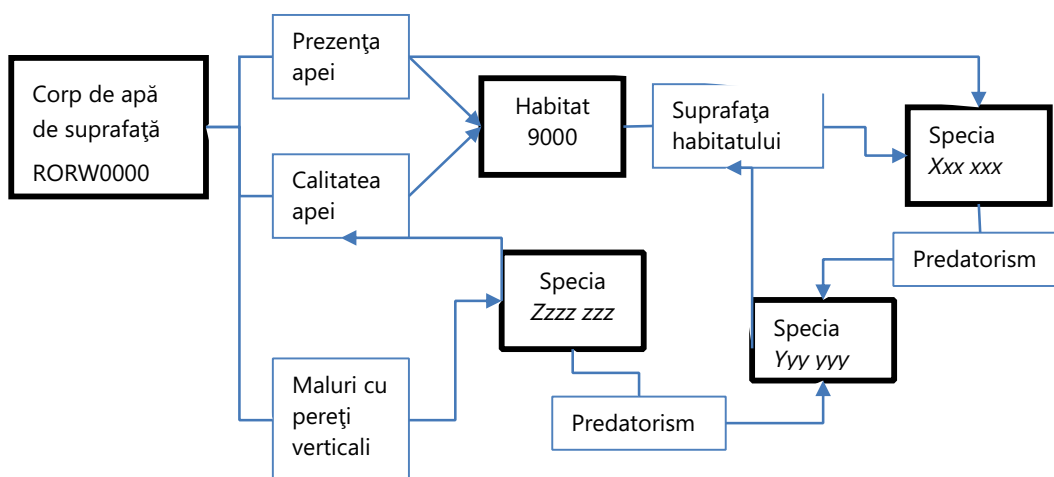 Corp de apă
de suprafață
RORW0000
Prezenţa
apei
Calitatea
apei
Maluri cu
pereţi
verticali
Habitat
9000
Specia
Zzzz zzz
Predatorism
Suprafaţa
habitatului
Specia
Xxx xxx
Predatorism
Specia
Yyy yyy